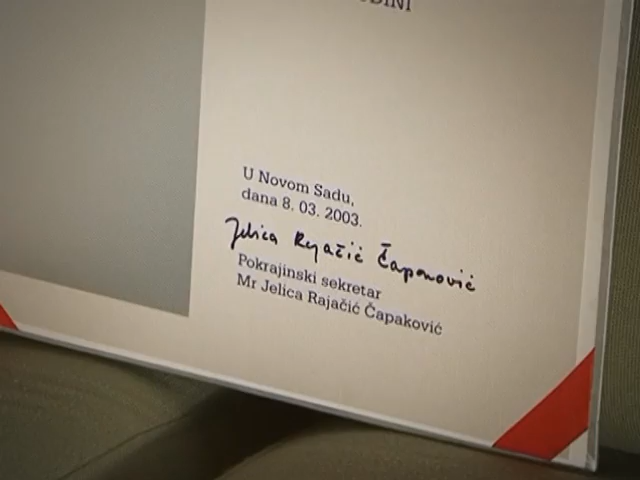 U Novom Sadu,
dana 8. 03. 2003.
Jelica Rajačić Čapaković
Pokrajinski sekretar
Mr Jelica Rajačić Čapaković